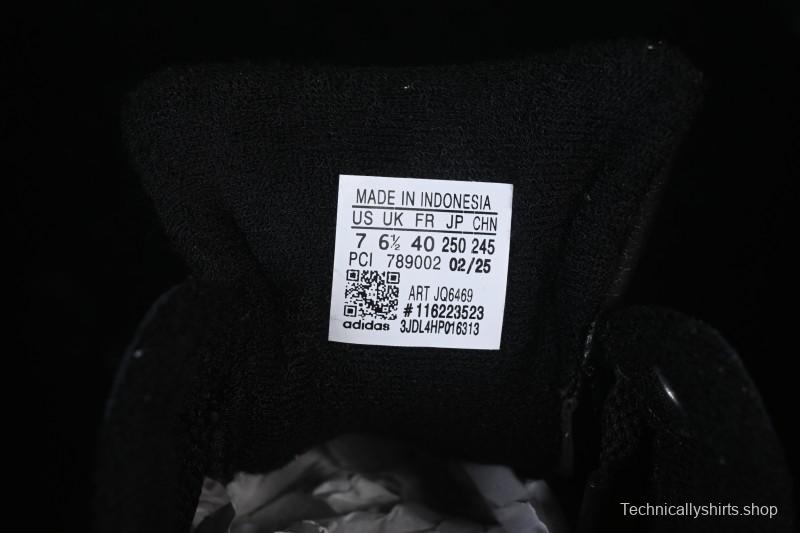 MADE IN INDONESIA
US UK FR JP CHN
7 6½ 40 250 245
PCI 789002 02/25
ART JQ6469
#116223523
adidas 3JDL4HP016313
Technicallyshirts.shop